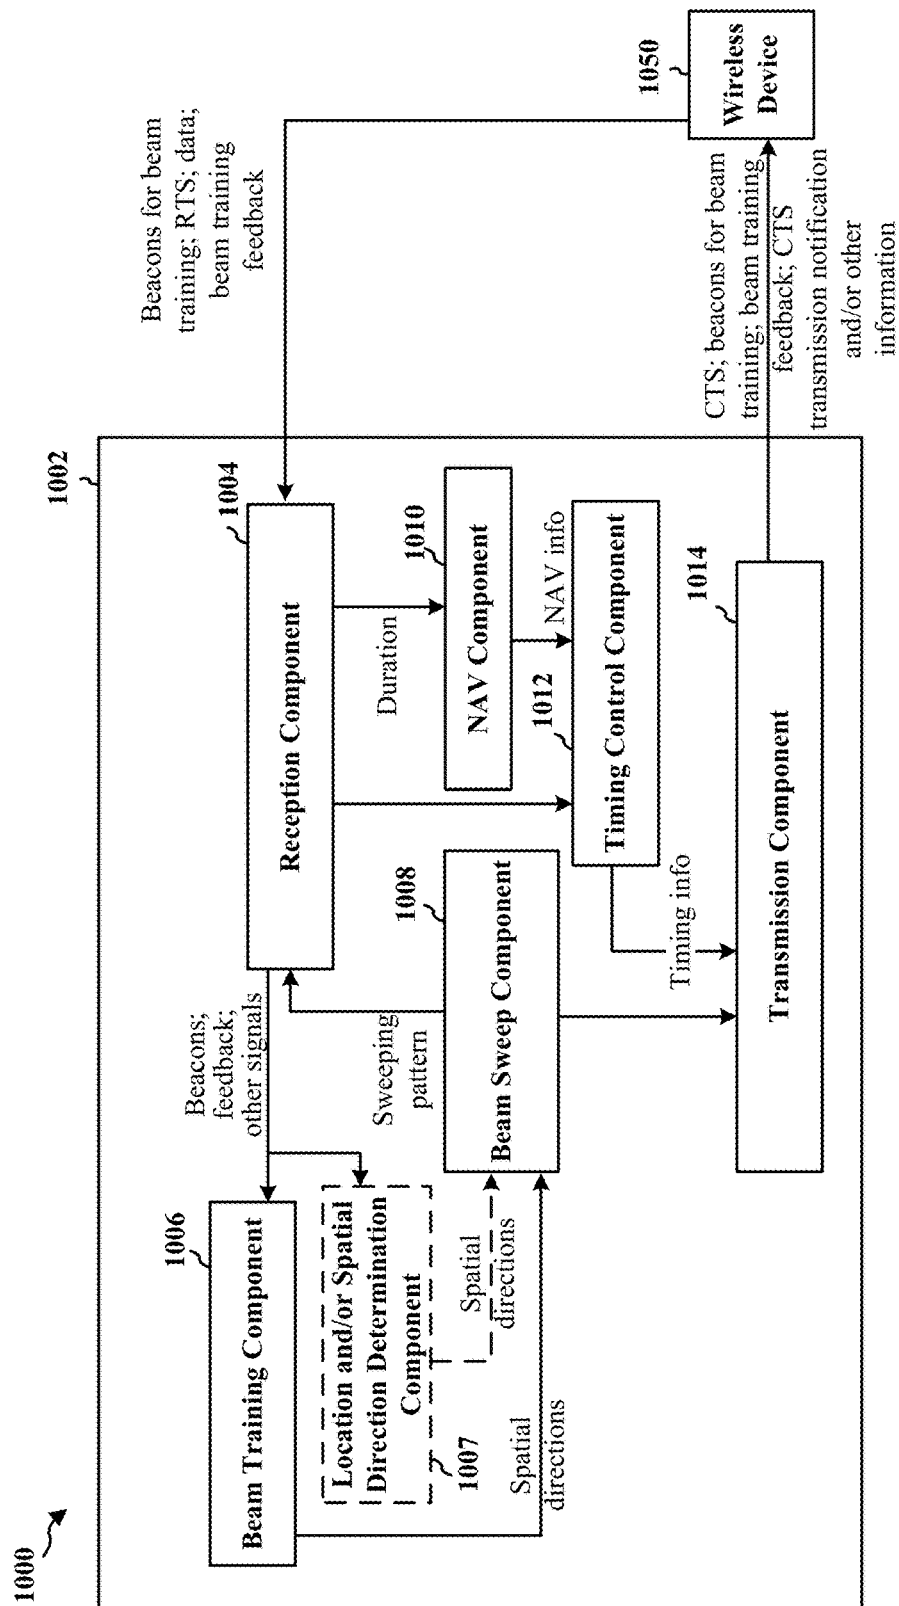 1000
1002
Beam Training Component
1006
Location and/or Spatial
Direction Determination
Component
1007
Beacons;
feedback;
other signals
Reception Component
1004
Beacons for beam
training; RTS; data;
beam training
feedback
Wireless
Device
1050
Sweeping
pattern
Duration
NAV Component
1010
Spatial
directions
Spatial
directions
Beam Sweep Component
1008
NAV info
Timing Control Component
1012
Timing info
Transmission Component
1014
CTS; beacons for beam
training; beam training
feedback; CTS
transmission notification
and/or other
information